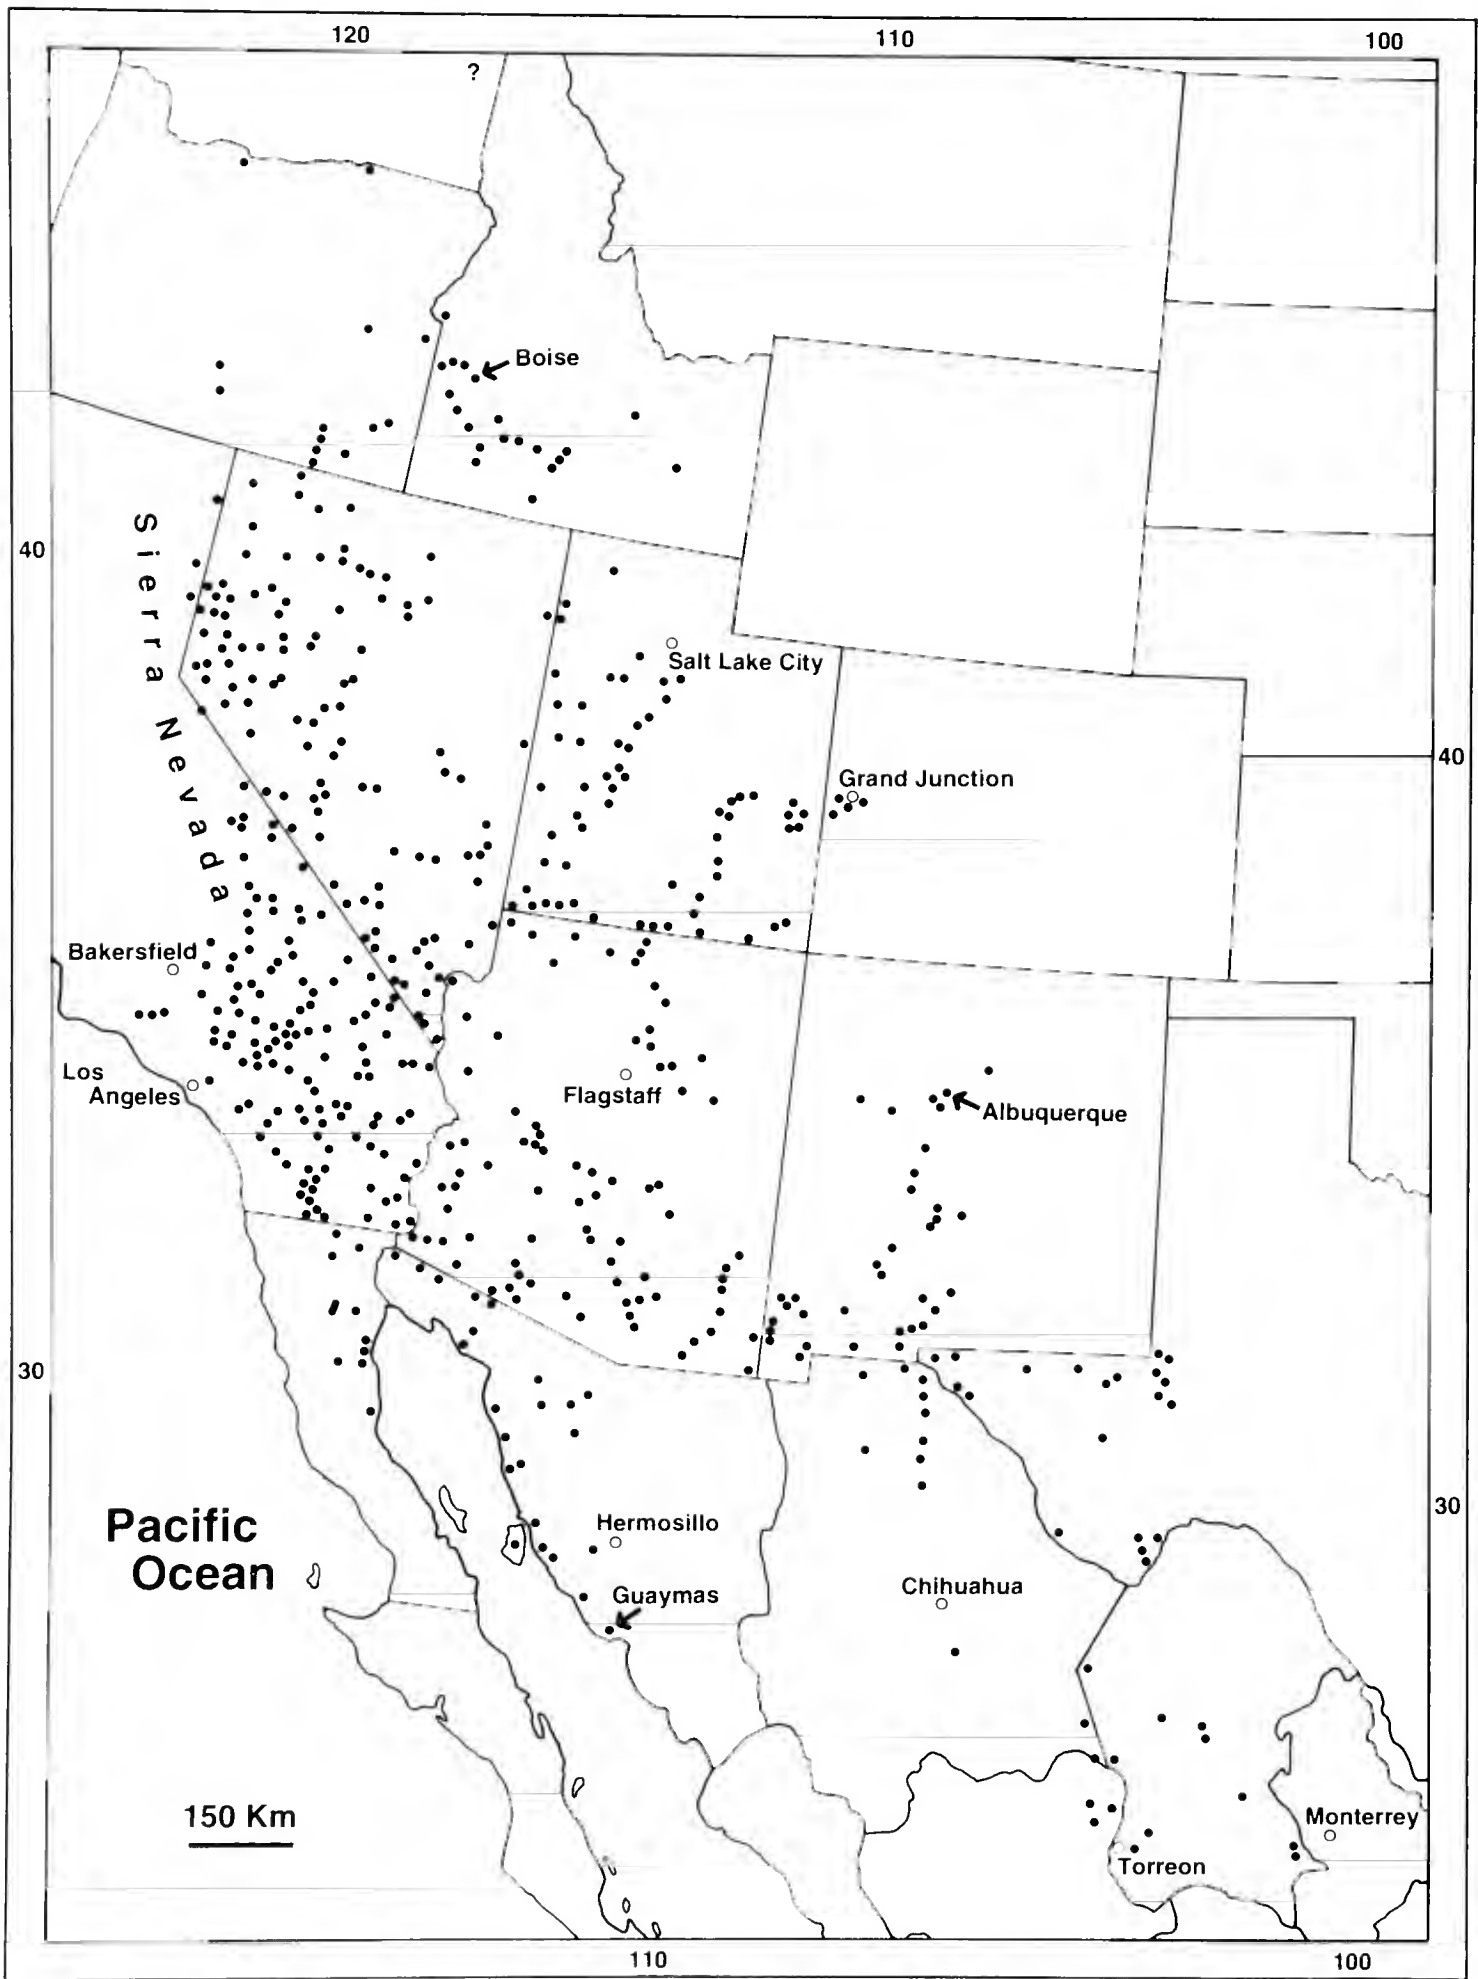 120
110
100
?
Boise
40
Sierra Nevada
Salt Lake City
40
Grand Junction
Bakersfield
Los
Angeles
Flagstaff
Albuquerque
30
30
Pacific
Ocean
Hermosillo
Guaymas
Chihuahua
150 Km
Monterrey
Torreon
110
100